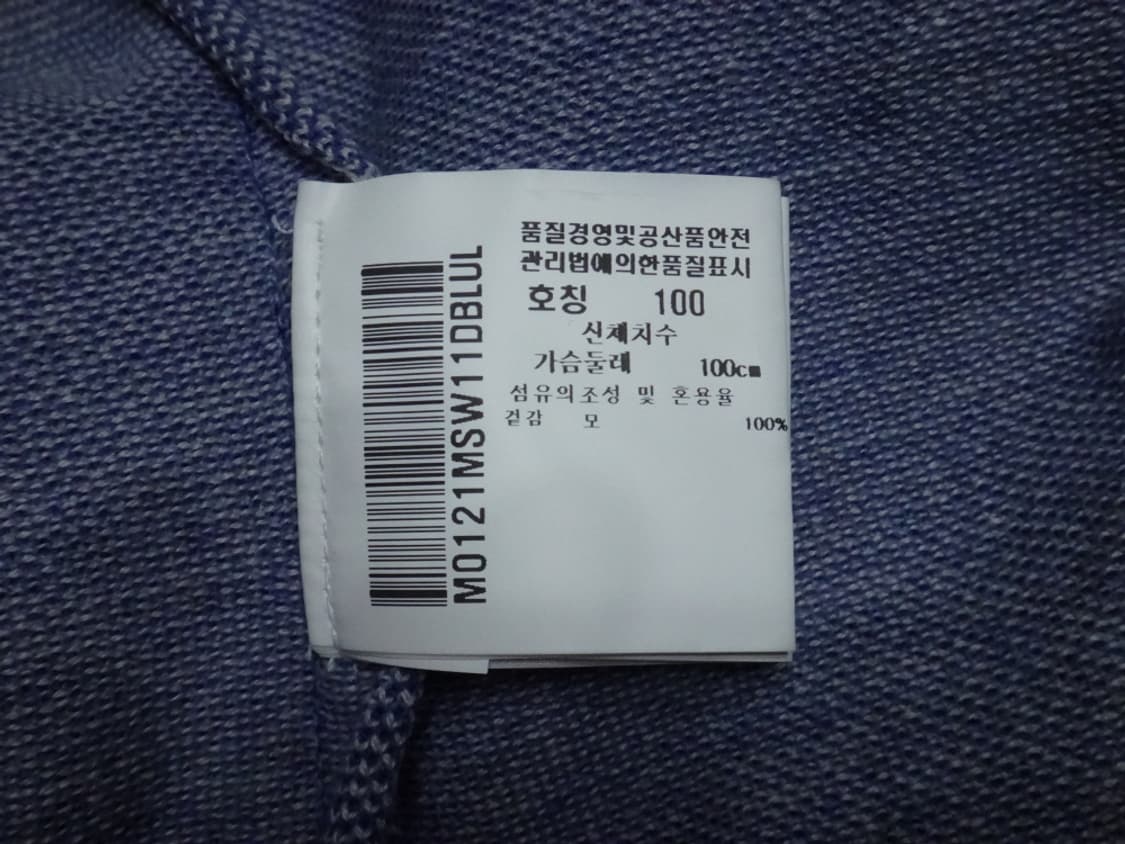 품질경영및공산품안전
관리법에의한품질표시
호칭 100
신체치수
가슴둘레 100cm
섬유의조성 및 혼용율
겉감 모 100%
M0121MSW11DBLUL